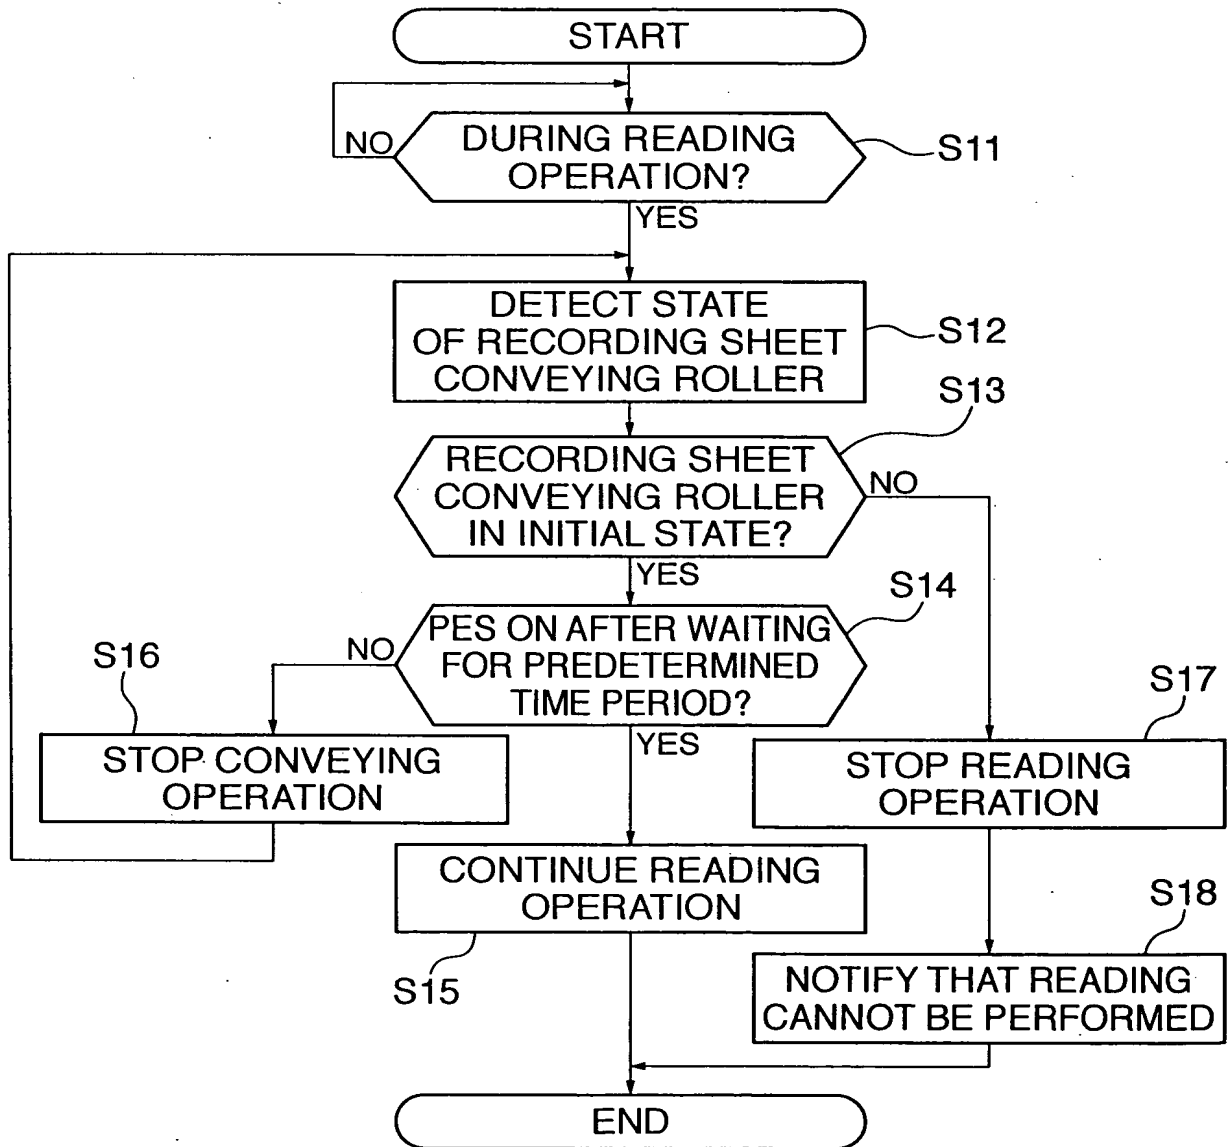 START
NO
DURING READING
OPERATION?
S11
YES
DETECT STATE
OF RECORDING SHEET
CONVEYING ROLLER
S12
S13
RECORDING SHEET
CONVEYING ROLLER
IN INITIAL STATE?
NO
YES
S14
PES ON AFTER WAITING
FOR PREDETERMINED
TIME PERIOD?
NO
S16
YES
S17
STOP CONVEYING
OPERATION
STOP READING
OPERATION
CONTINUE READING
OPERATION
S15
S18
NOTIFY THAT READING
CANNOT BE PERFORMED
END